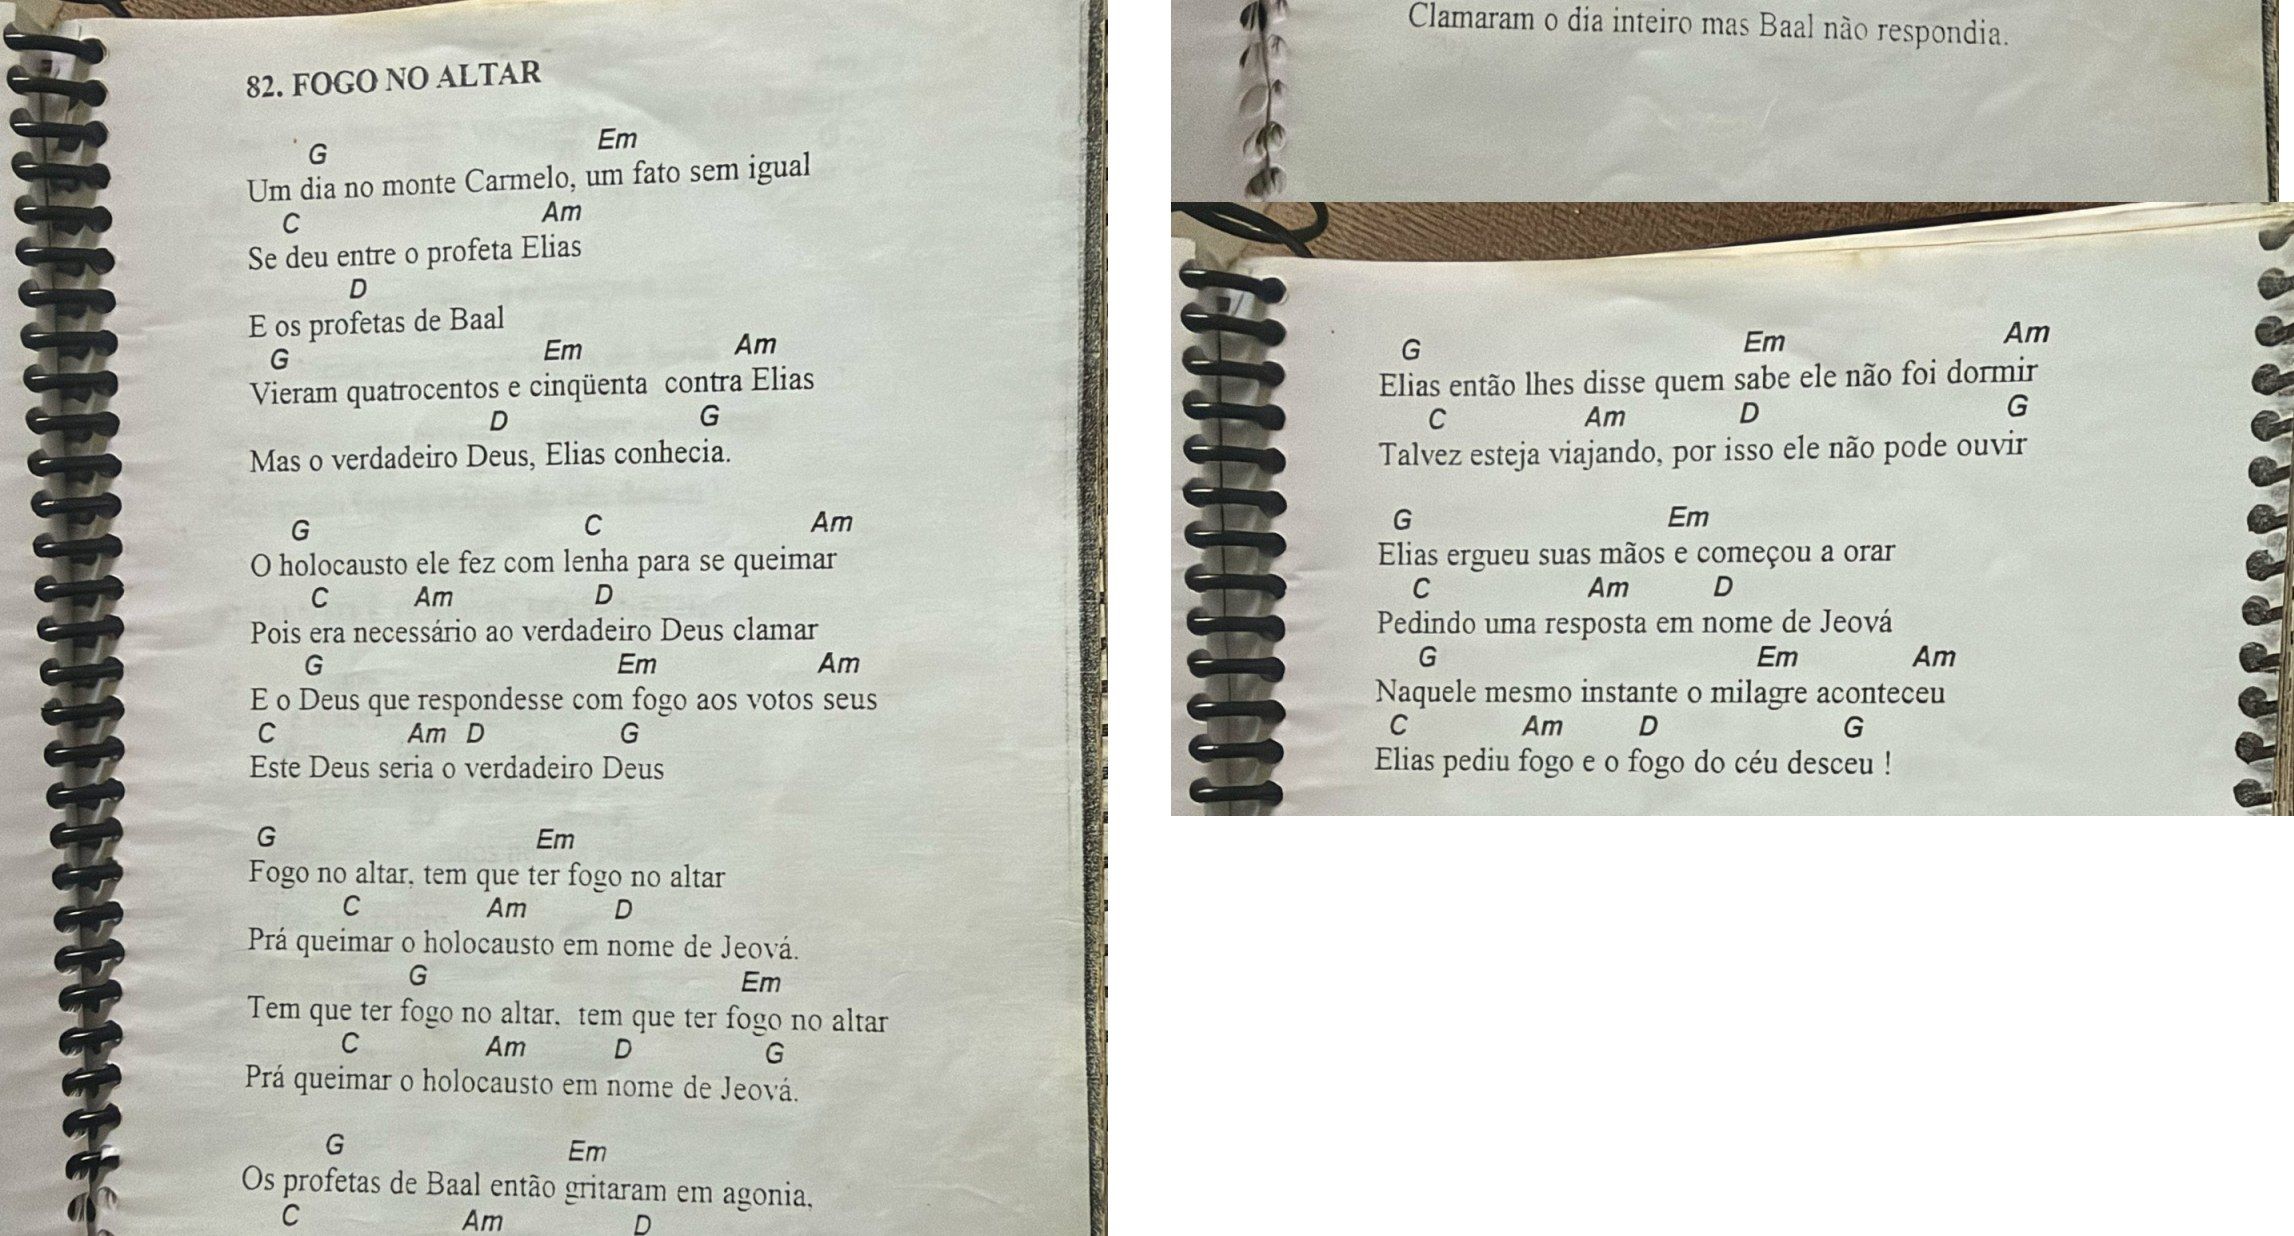 82. FOGO NO ALTAR
G Em
Um dia no monte Carmelo, um fato sem igual
C Am
Se deu entre o profeta Elias
D
E os profetas de Baal
G Em Am
Vieram quatrocentos e cinqüenta contra Elias
D G
Mas o verdadeiro Deus, Elias conhecia.
G C Am
O holocausto ele fez com lenha para se queimar
C Am D
Pois era necessário ao verdadeiro Deus clamar
G Em Am
E o Deus que respondesse com fogo aos votos seus
C Am D G
Este Deus seria o verdadeiro Deus
G Em
Fogo no altar, tem que ter fogo no altar
C Am D
Prá queimar o holocausto em nome de Jeová.
G Em
Tem que ter fogo no altar, tem que ter fogo no altar
C Am D G
Prá queimar o holocausto em nome de Jeová.
G Em
Os profetas de Baal então gritaram em agonia,
C Am D
Clamaram o dia inteiro mas Baal não respondia.
G Em Am
Elias então lhes disse quem sabe ele não foi dormir
C Am D G
Talvez esteja viajando, por isso ele não pode ouvir
G Em
Elias ergueu suas mãos e começou a orar
C Am D
Pedindo uma resposta em nome de Jeová
G Em Am
Naquele mesmo instante o milagre aconteceu
C Am D G
Elias pediu fogo e o fogo do céu desceu !